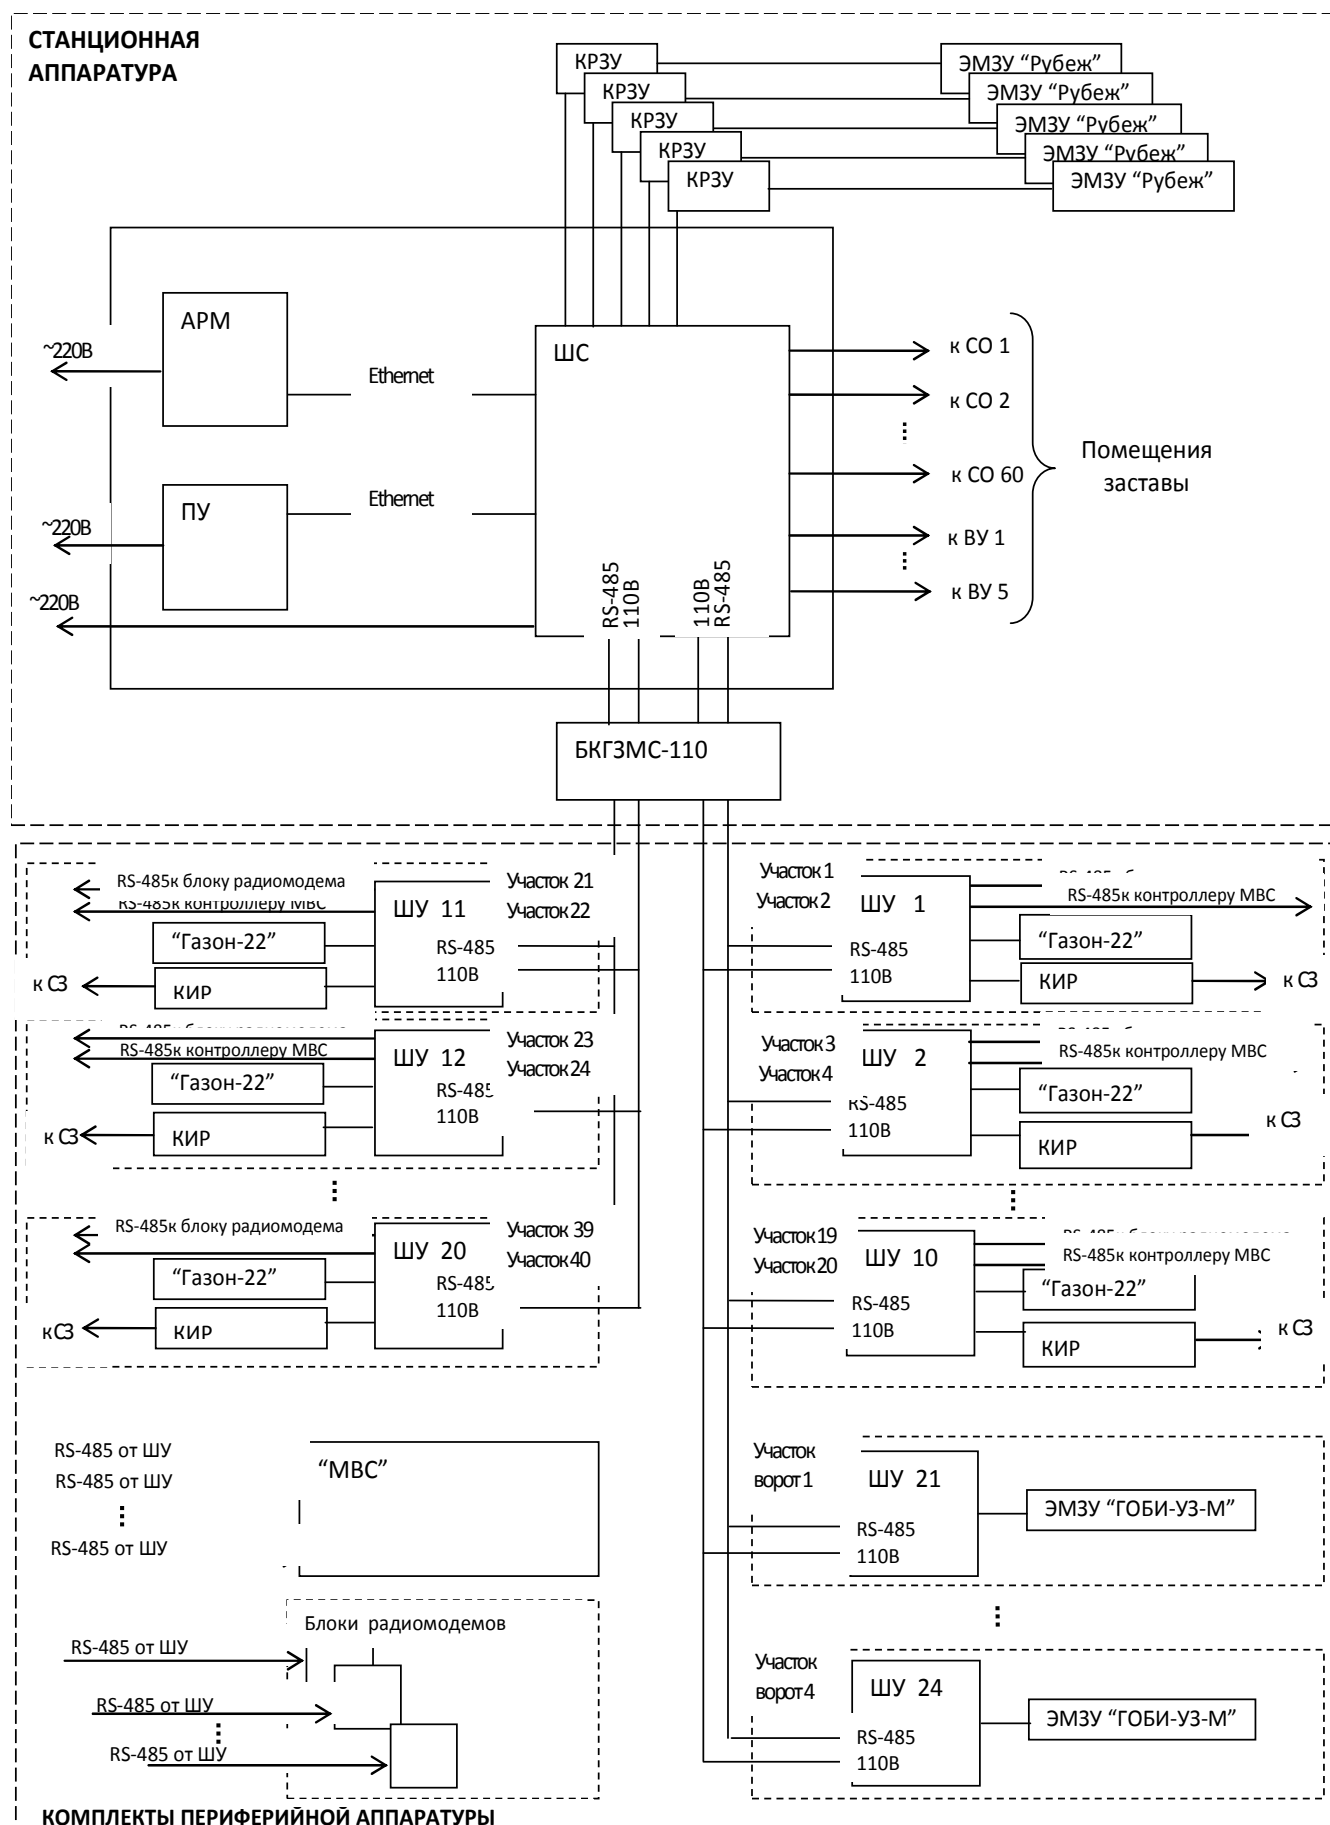 СТАНЦИОННАЯ
АППАРАТУРА
КРЗУ
ЭМЗУ “Рубеж”
КРЗУ
ЭМЗУ “Рубеж”
КРЗУ
ЭМЗУ “Рубеж”
КРЗУ
ЭМЗУ “Рубеж”
КРЗУ
ЭМЗУ “Рубеж”
АРМ
~220В
Ethernet
ШС
к СО 1
к СО 2
⋮
к СО 60
Помещения
заставы
ПУ
~220В
Ethernet
к ВУ 1
⋮
к ВУ 5
~220В
RS-485
110В
110В
RS-485
БКГЗМС-110
RS-485к блоку радиомодема
RS-485к контроллеру МВС
“Газон-22”
к СЗ
КИР
ШУ 11
RS-485
110В
Участок 21
Участок 22
Участок 1
Участок 2
ШУ 1
RS-485
110В
RS-485к контроллеру МВС
“Газон-22”
КИР
к СЗ
RS-485к контроллеру МВС
“Газон-22”
к СЗ
КИР
ШУ 12
RS-485
110В
Участок 23
Участок 24
Участок 3
Участок 4
ШУ 2
RS-485
110В
RS-485к контроллеру МВС
“Газон-22”
КИР
к СЗ
⋮
⋮
RS-485к блоку радиомодема
“Газон-22”
к СЗ
КИР
ШУ 20
RS-485
110В
Участок 39
Участок 40
Участок 19
Участок 20
ШУ 10
RS-485
110В
RS-485к контроллеру МВС
“Газон-22”
КИР
к СЗ
RS-485 от ШУ
RS-485 от ШУ
⋮
RS-485 от ШУ
“МВС”
Участок
ворот 1
ШУ 21
RS-485
110В
ЭМЗУ “ГОБИ-УЗ-М”
⋮
Блоки радиомодемов
RS-485 от ШУ
RS-485 от ШУ
⋮
RS-485 от ШУ
Участок
ворот 4
ШУ 24
RS-485
110В
ЭМЗУ “ГОБИ-УЗ-М”
КОМПЛЕКТЫ ПЕРИФЕРИЙНОЙ АППАРАТУРЫ